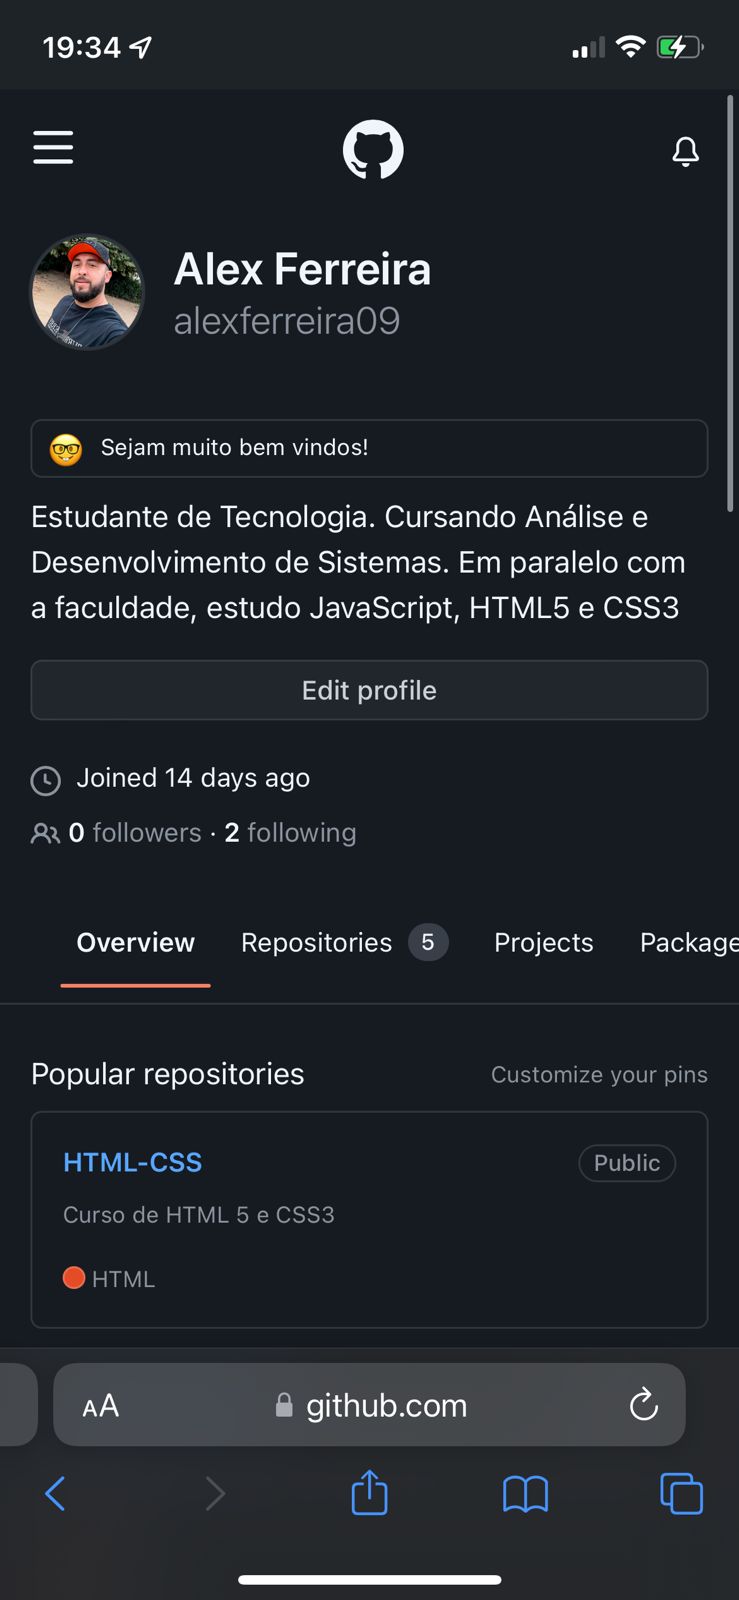 19:34
Alex Ferreira
alexferreira09
Sejam muito bem vindos!
Estudante de Tecnologia. Cursando Análise e
Desenvolvimento de Sistemas. Em paralelo com
a faculdade, estudo JavaScript, HTML5 e CSS3
Edit profile
Joined 14 days ago
0 followers · 2 following
Overview Repositories 5 Projects Package
Popular repositories Customize your pins
HTML-CSS Public
Curso de HTML 5 e CSS3
HTML
AA github.com